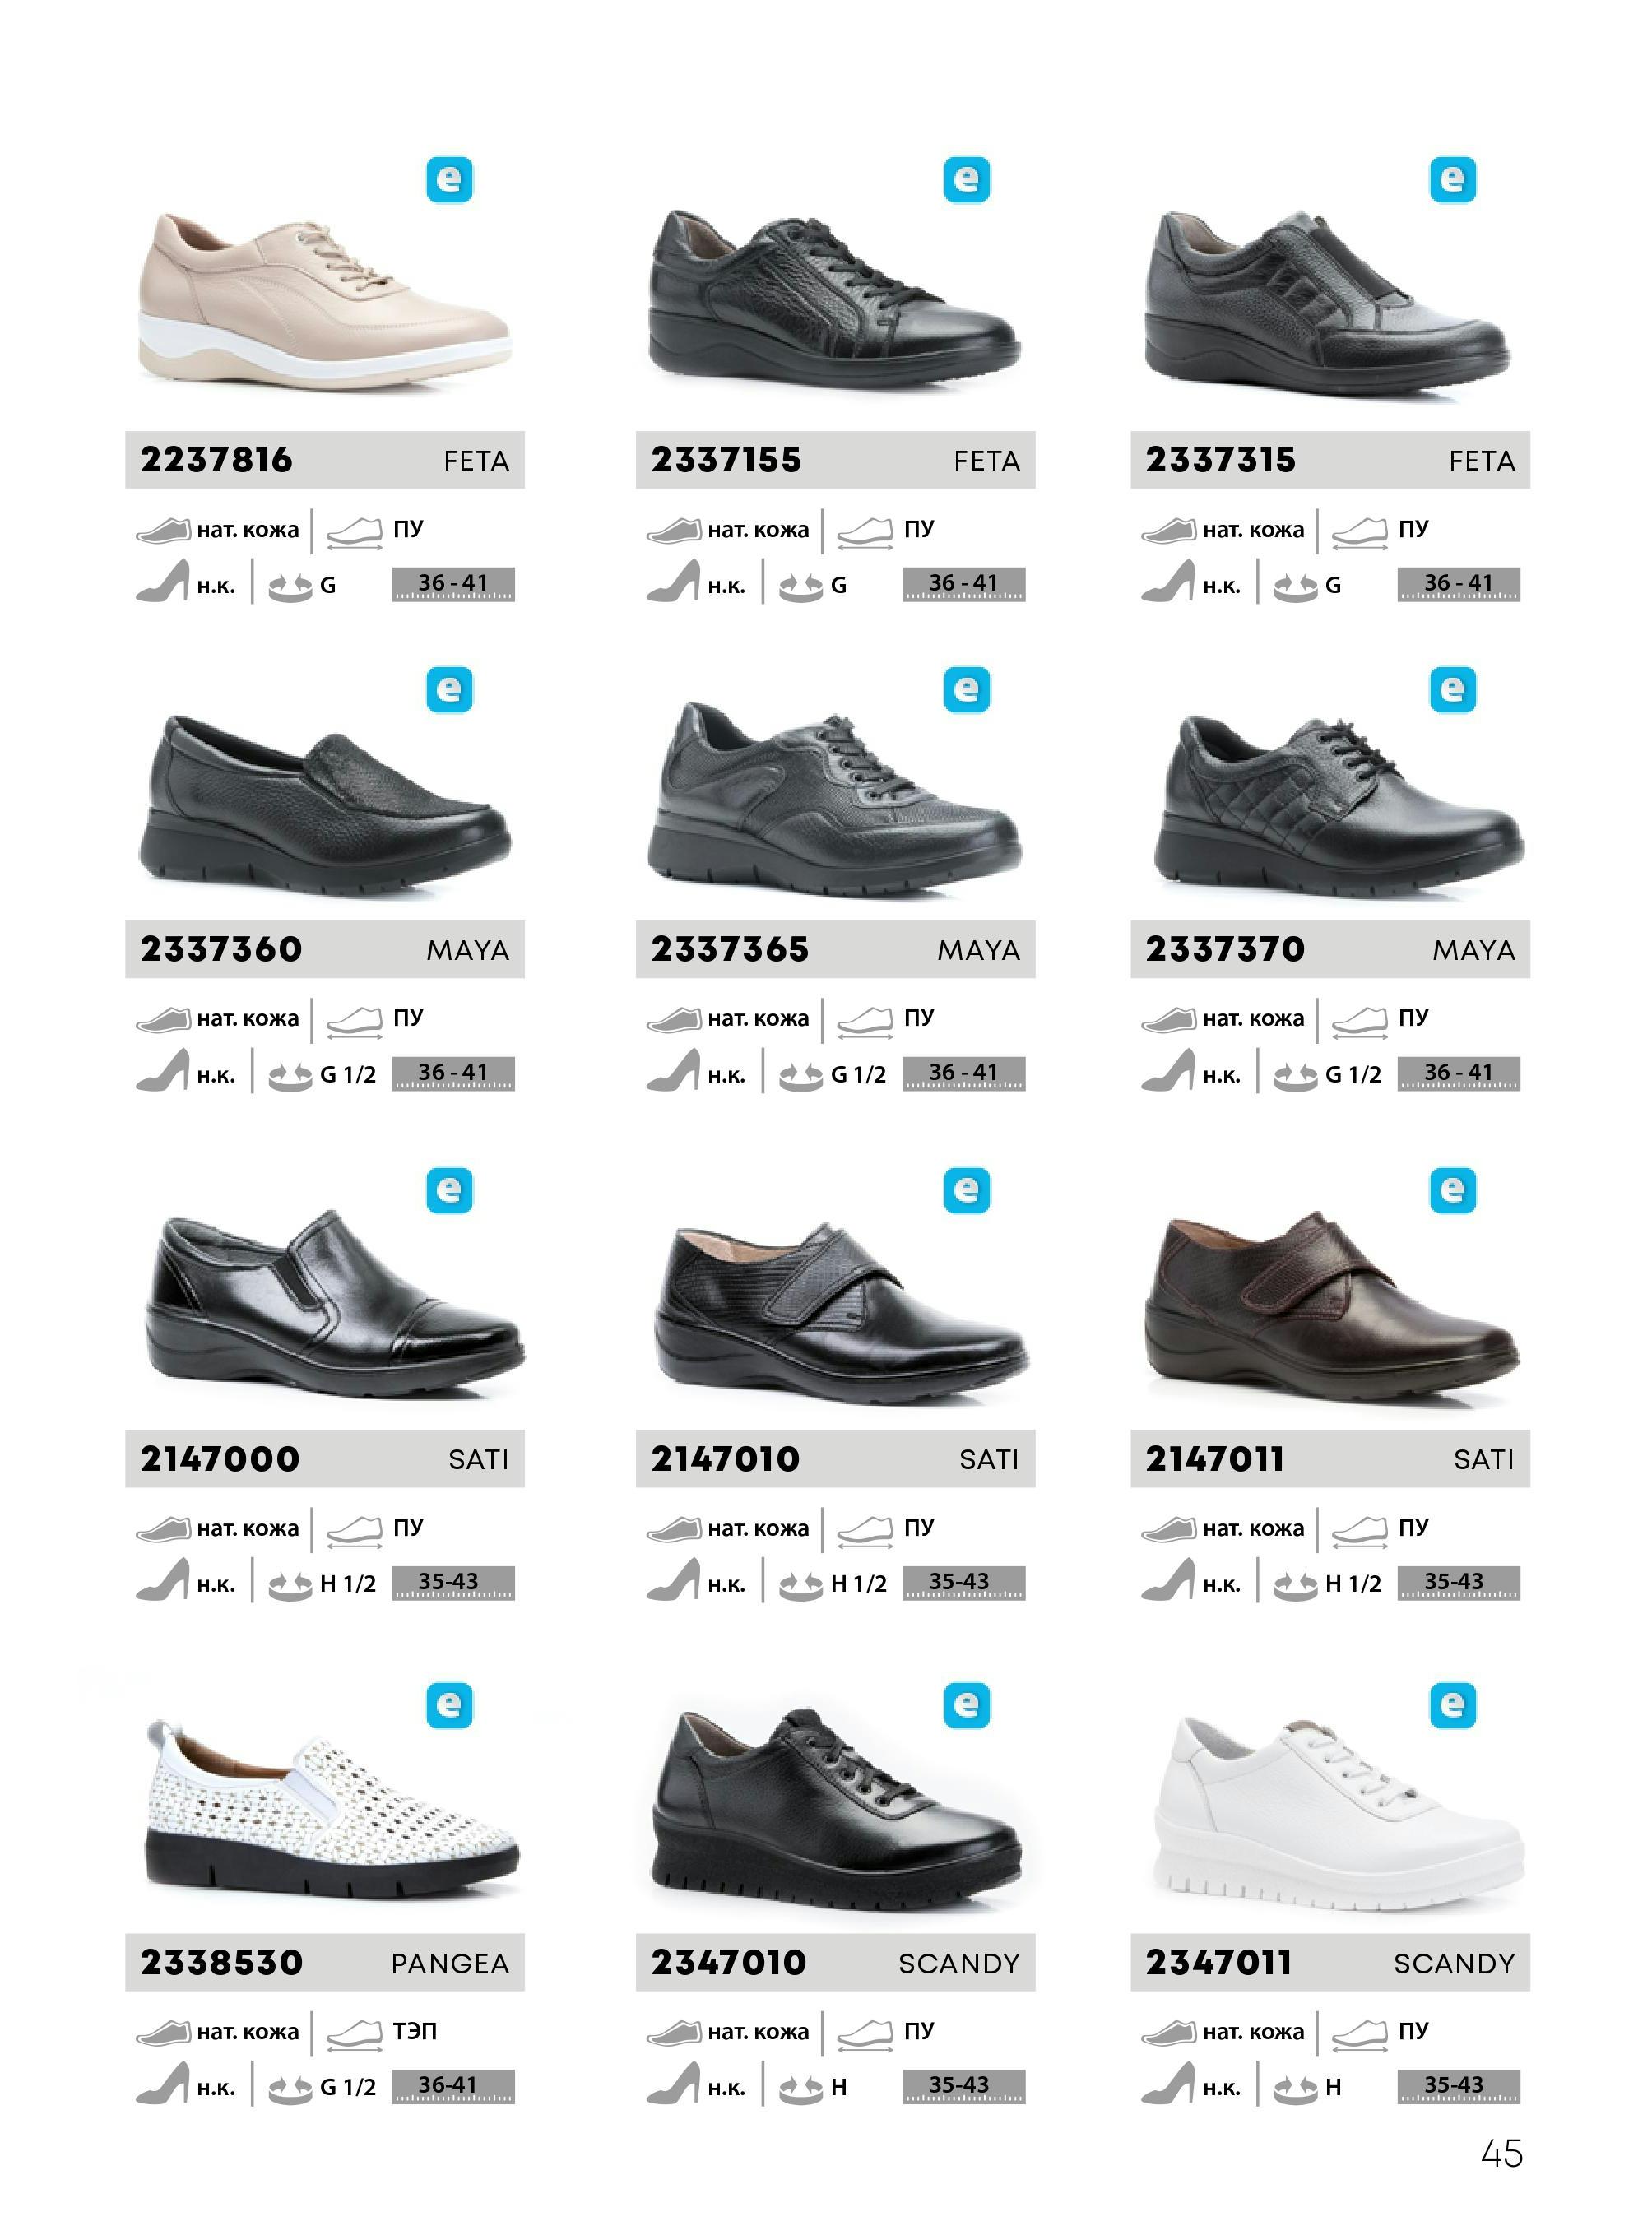 e e e
2237816 FETA 2337155 FETA 2337315 FETA
нат. кожа ПУ нат. кожа ПУ нат. кожа ПУ
н.к. G 36 - 41 н.к. G 36 - 41 н.к. G 36 - 41
e e e
2337360 MAYA 2337365 MAYA 2337370 MAYA
нат. кожа ПУ нат. кожа ПУ нат. кожа ПУ
н.к. G 1/2 36 - 41 н.к. G 1/2 36 - 41 н.к. G 1/2 36 - 41
e e e
2147000 SATI 2147010 SATI 2147011 SATI
нат. кожа ПУ нат. кожа ПУ нат. кожа ПУ
н.к. H 1/2 35-43 н.к. H 1/2 35-43 н.к. H 1/2 35-43
e e e
2338530 PANGEA 2347010 SCANDY 2347011 SCANDY
нат. кожа ТЭП нат. кожа ПУ нат. кожа ПУ
н.к. G 1/2 36-41 н.к. H 35-43 н.к. H 35-43
45